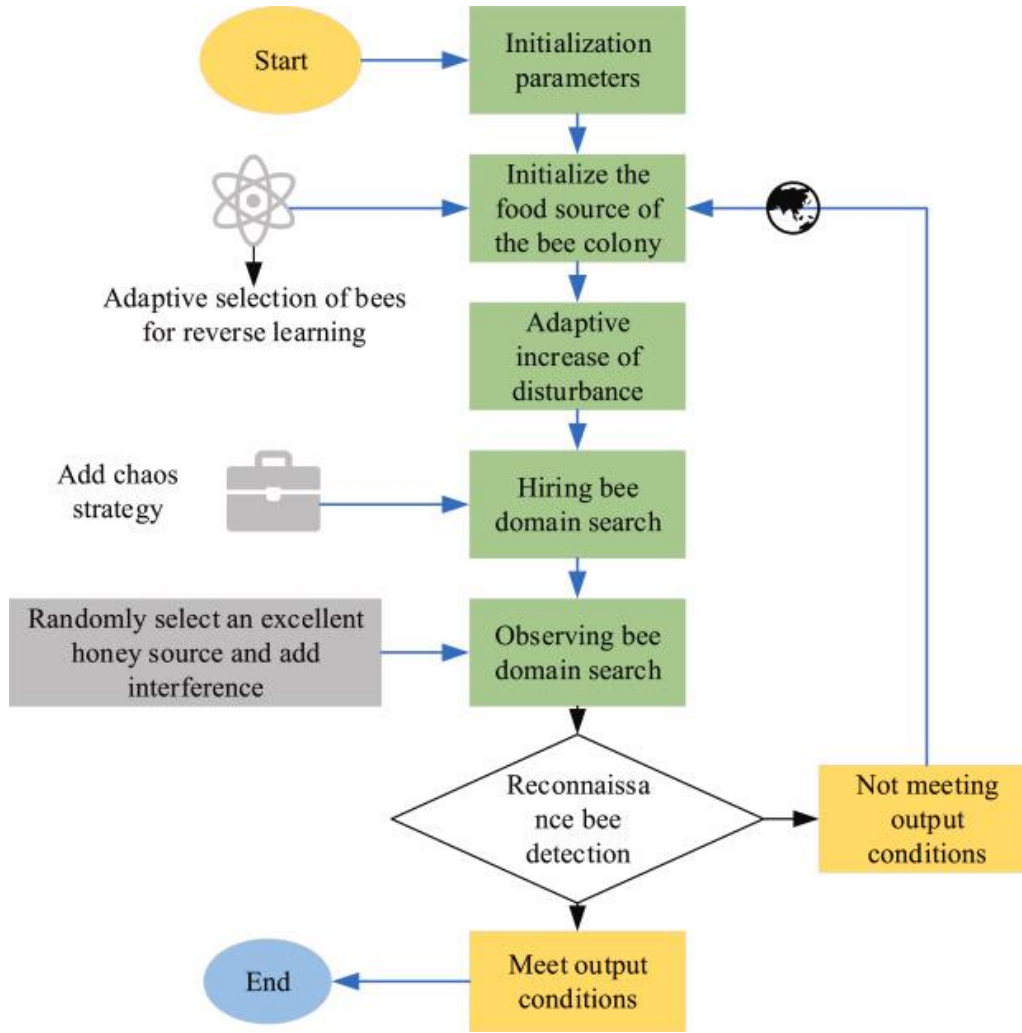 Start
Initialization
parameters
Initialize the
food source of
the bee colony
Adaptive selection of bees
for reverse learning
Adaptive
increase of
disturbance
Add chaos
strategy
Hiring bee
domain search
Randomly select an excellent
honey source and add
interference
Observing bee
domain search
Reconnaissa
nce bee
detection
Not meeting
output
conditions
Meet output
conditions
End